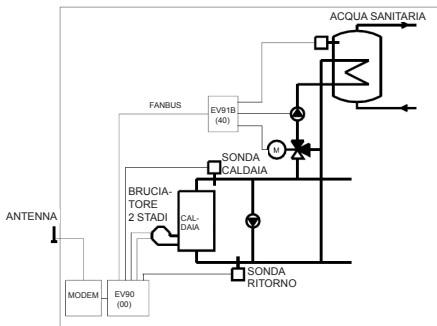 ACQUA SANITARIA
FANBUS
EV91B
(40)
M
SONDA
CALDAIA
BRUCIA-
TORE
2 STADI
CAL-
DAIA
ANTENNA
SONDA
RITORNO
MODEM
EV90
(00)